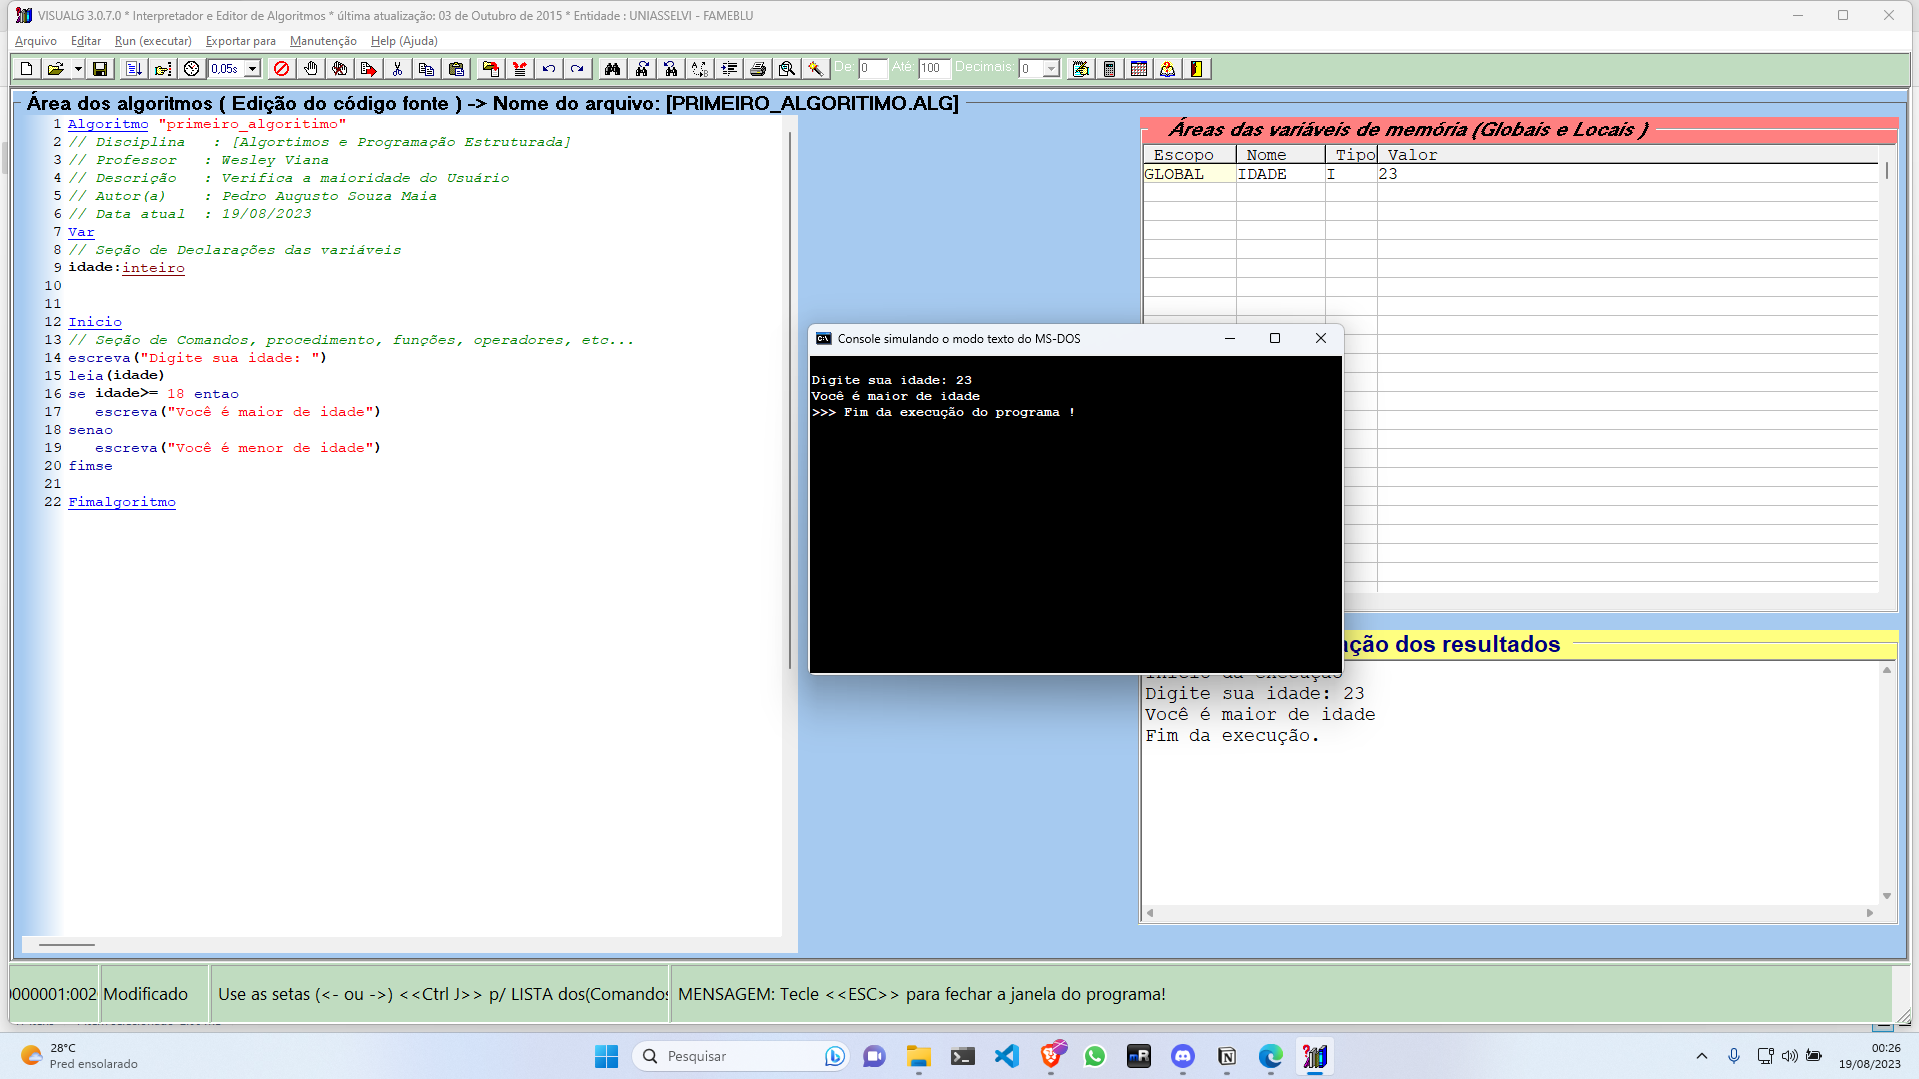 VISUALG 3.0.7.0 * Interpretador e Editor de Algoritmos * última atualização: 03 de Outubro de 2015 * Entidade : UNIASSELVI - FAMEBLU
Arquivo Editar Run (executar) Exportar para Manutenção Help (Ajuda)
0,05s De: 0 Até: 100 Decimais: 0
Área dos algoritmos ( Edição do código fonte ) -> Nome do arquivo: [PRIMEIRO_ALGORITIMO.ALG]
1 Algoritmo "primeiro_algoritimo"
2 // Disciplina : [Algortimos e Programação Estruturada]
3 // Professor : Wesley Viana
4 // Descrição : Verifica a maioridade do Usuário
5 // Autor(a) : Pedro Augusto Souza Maia
6 // Data atual : 19/08/2023
7 Var
8 // Seção de Declarações das variáveis
9 idade:inteiro
10
11
12 Inicio
13 // Seção de Comandos, procedimento, funções, operadores, etc...
14 escreva("Digite sua idade: ")
15 leia(idade)
16 se idade>= 18 entao
17 escreva("Você é maior de idade")
18 senao
19 escreva("Você é menor de idade")
20 fimse
21
22 Fimalgoritmo
Áreas das variáveis de memória (Globais e Locais )
Escopo Nome Tipo Valor
GLOBAL IDADE I 23
Console simulando o modo texto do MS-DOS
Digite sua idade: 23
Você é maior de idade
>>> Fim da execução do programa !
ação dos resultados
Início da execução
Digite sua idade: 23
Você é maior de idade
Fim da execução.
0000001:002 Modificado Use as setas (<- ou ->) <<Ctrl J>> p/ LISTA dos(Comandos MENSAGEM: Tecle <<ESC>> para fechar a janela do programa!
28°C
Pred ensolarado
Pesquisar
00:26
19/08/2023